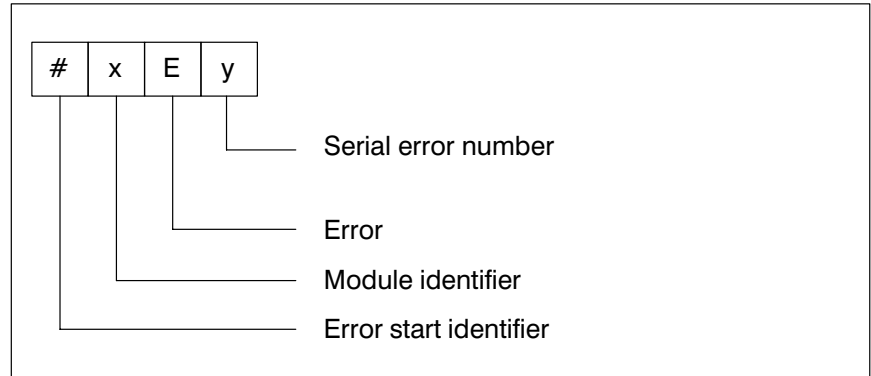 # x E y
Serial error number
Error
Module identifier
Error start identifier